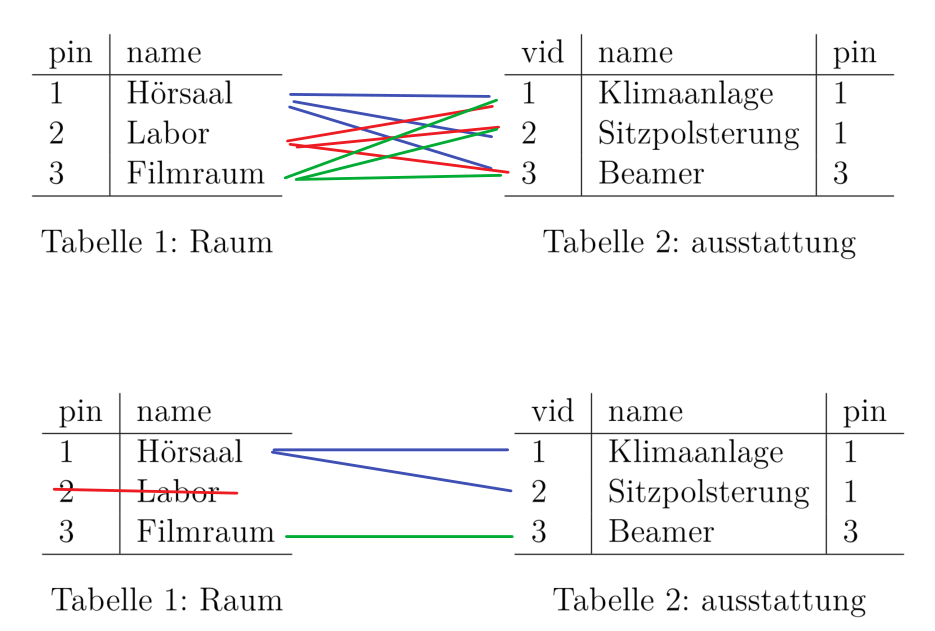 pin name vid name pin
1 Hörsaal 1 Klimaanlage 1
2 Labor 2 Sitzpolsterung 1
3 Filmraum 3 Beamer 3
Tabelle 1: Raum Tabelle 2: ausstattung
pin name vid name pin
1 Hörsaal 1 Klimaanlage 1
2 Labor 2 Sitzpolsterung 1
3 Filmraum 3 Beamer 3
Tabelle 1: Raum Tabelle 2: ausstattung